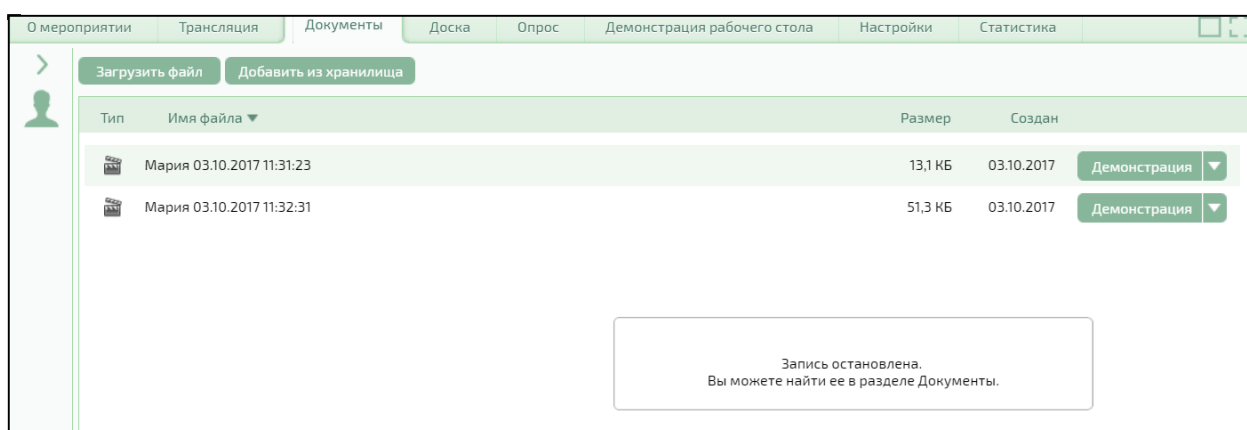 О мероприятии Трансляция Документы Доска Опрос Демонстрация рабочего стола Настройки Статистика
Загрузить файл Добавить из хранилища
Тип Имя файла Размер Создан
Мария 03.10.2017 11:31:23 13,1 КБ 03.10.2017 Демонстрация
Мария 03.10.2017 11:32:31 51,3 КБ 03.10.2017 Демонстрация
Запись остановлена.
Вы можете найти ее в разделе Документы.